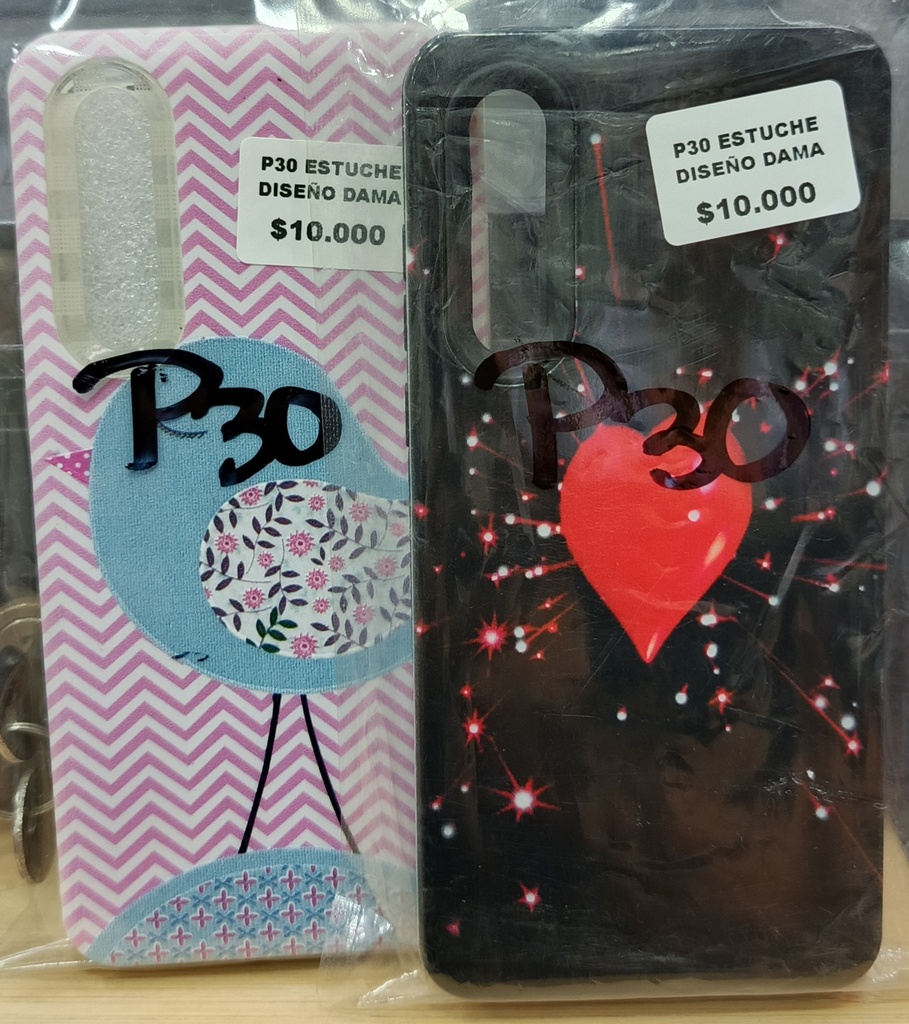 P30 ESTUCHE
DISEÑO DAMA
$10.000
P30
P30 ESTUCHE
DISEÑO DAMA
$10.000
P30